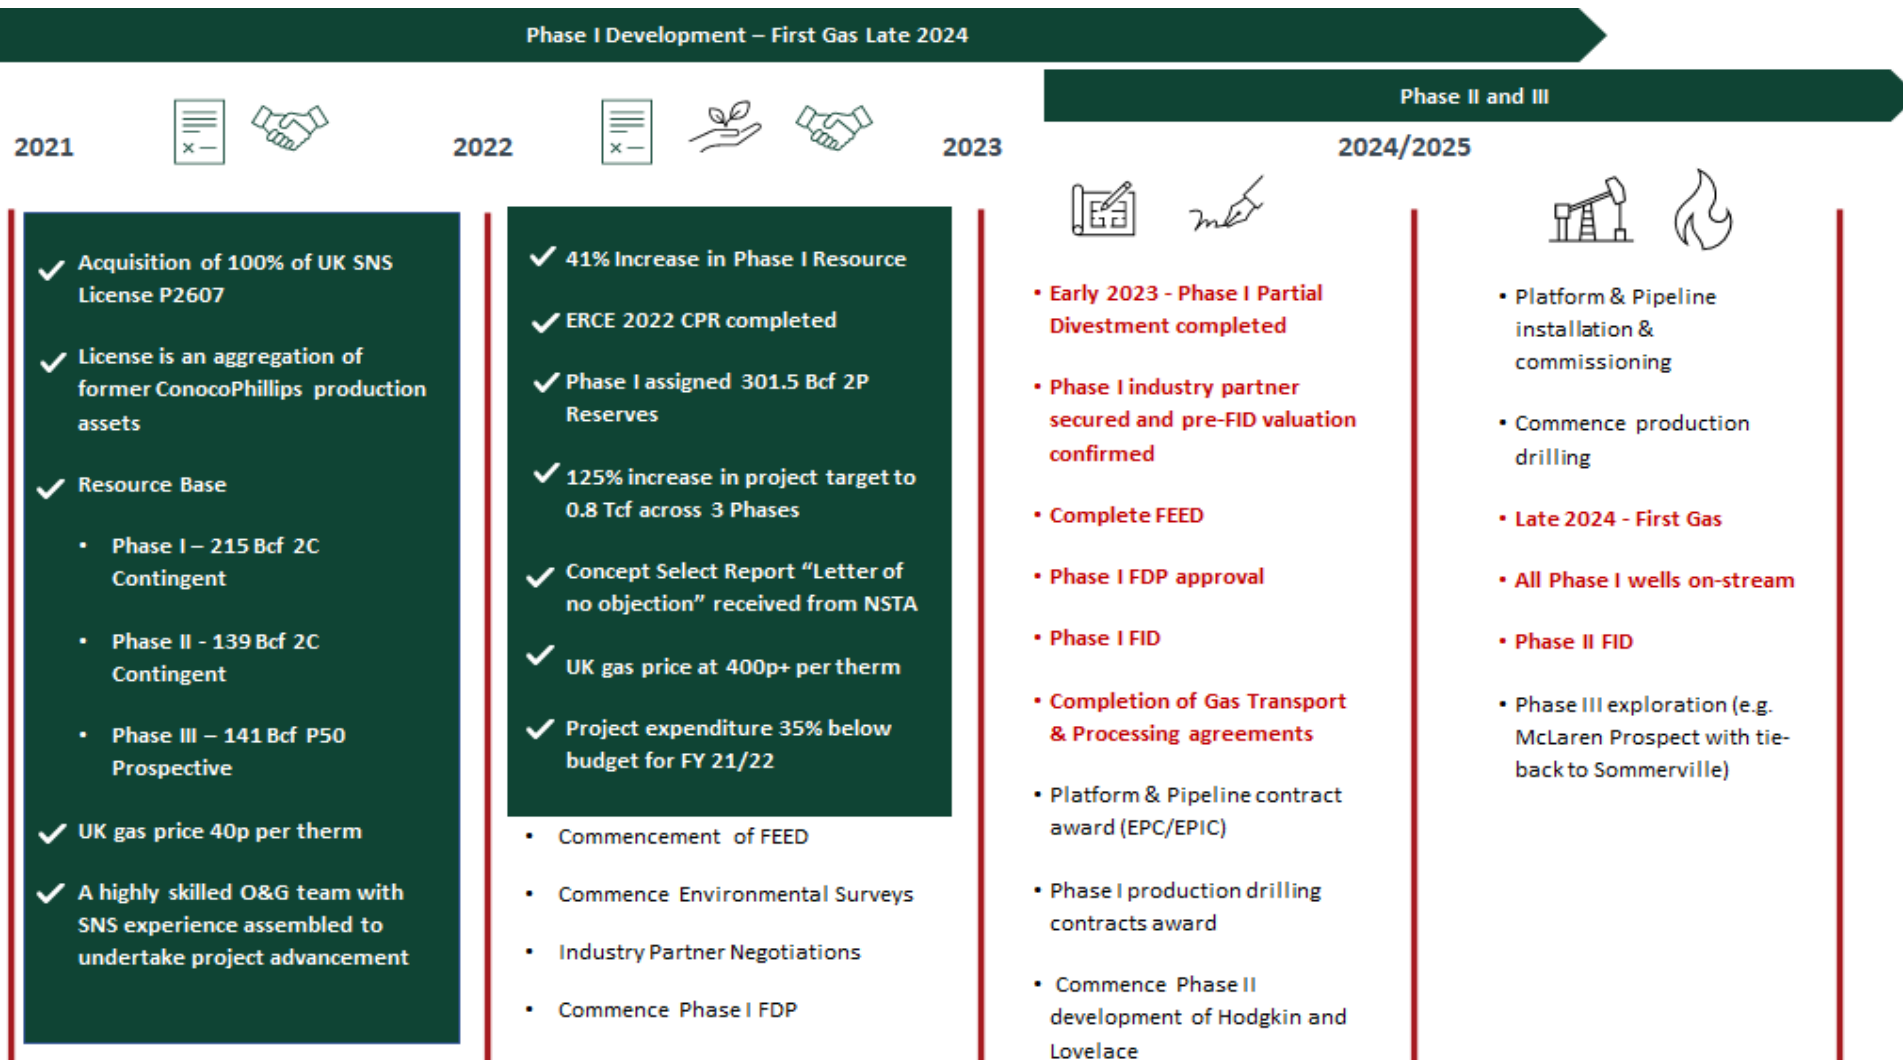 Phase I Development – First Gas Late 2024
Phase II and III
2021
2022
2023
2024/2025
Acquisition of 100% of UK SNS
License P2607
License is an aggregation of
former ConocoPhillips production
assets
Resource Base
• Phase I – 215 Bcf 2C
Contingent
• Phase II - 139 Bcf 2C
Contingent
• Phase III – 141 Bcf P50
Prospective
UK gas price 40p per therm
A highly skilled O&G team with
SNS experience assembled to
undertake project advancement
41% Increase in Phase I Resource
ERCE 2022 CPR completed
Phase I assigned 301.5 Bcf 2P
Reserves
125% increase in project target to
0.8 Tcf across 3 Phases
Concept Select Report “Letter of
no objection” received from NSTA
UK gas price at 400p+ per therm
Project expenditure 35% below
budget for FY 21/22
• Commencement of FEED
• Commence Environmental Surveys
• Industry Partner Negotiations
• Commence Phase I FDP
• Early 2023 - Phase I Partial
Divestment completed
• Phase I industry partner
secured and pre-FID valuation
confirmed
• Complete FEED
• Phase I FDP approval
• Phase I FID
• Completion of Gas Transport
& Processing agreements
• Platform & Pipeline contract
award (EPC/EPIC)
• Phase I production drilling
contracts award
• Commence Phase II
development of Hodgkin and
Lovelace
• Platform & Pipeline
installation &
commissioning
• Commence production
drilling
• Late 2024 - First Gas
• All Phase I wells on-stream
• Phase II FID
• Phase III exploration (e.g.
McLaren Prospect with tie-
back to Sommerville)